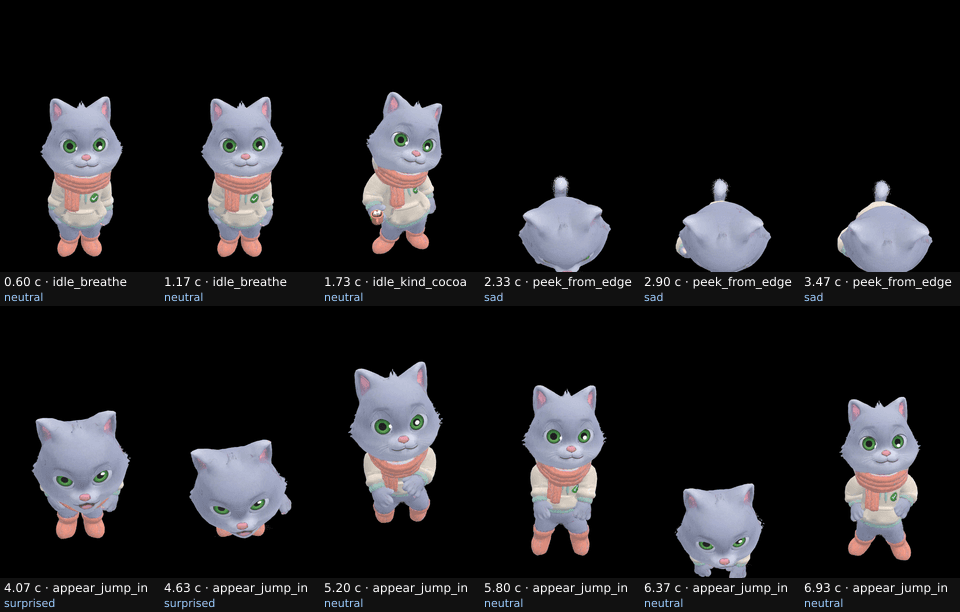 0.60 c · idle_breathe
neutral
1.17 c · idle_breathe
neutral
1.73 c · idle_kind_cocoa
neutral
2.33 c · peek_from_edge
sad
2.90 c · peek_from_edge
sad
3.47 c · peek_from_edge
sad
4.07 c · appear_jump_in
surprised
4.63 c · appear_jump_in
surprised
5.20 c · appear_jump_in
neutral
5.80 c · appear_jump_in
neutral
6.37 c · appear_jump_in
neutral
6.93 c · appear_jump_in
neutral